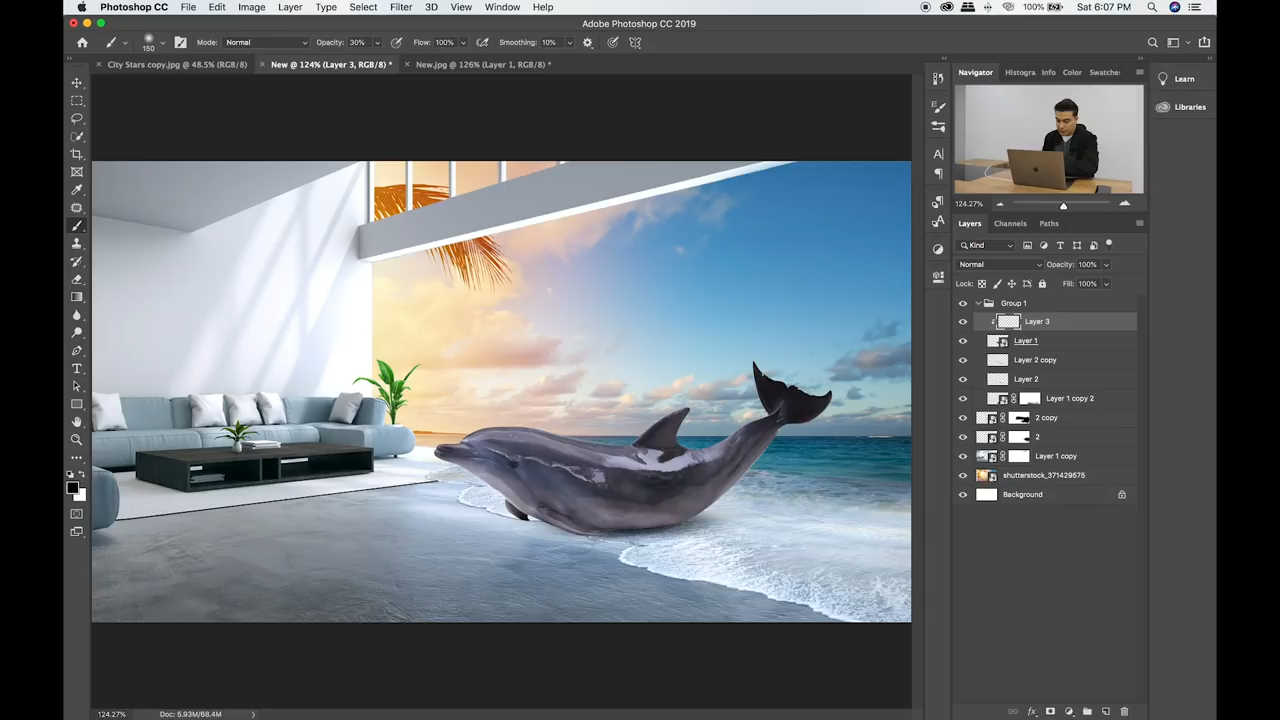 Photoshop CC File Edit Image Layer Type Select Filter 3D View Window Help 100% Sat 6:07 PM
Adobe Photoshop CC 2019
150 Mode: Normal Opacity: 30% Flow: 100% Smoothing: 10%
City Stars copy.jpg @ 48.5% (RGB/8) New @ 124% (Layer 3, RGB/8) * New.jpg @ 126% (Layer 1, RGB/8) *
Navigator Histogra Info Color Swatche:
Learn
Libraries
124.27%
Layers Channels Paths
Kind
Normal Opacity: 100%
Lock: Fill: 100%
Group 1
Layer 3
Layer 1
Layer 2 copy
Layer 2
Layer 1 copy 2
2 copy
2
Layer 1 copy
shutterstock_371429575
Background
124.27% Doc: 5.93M/68.4M